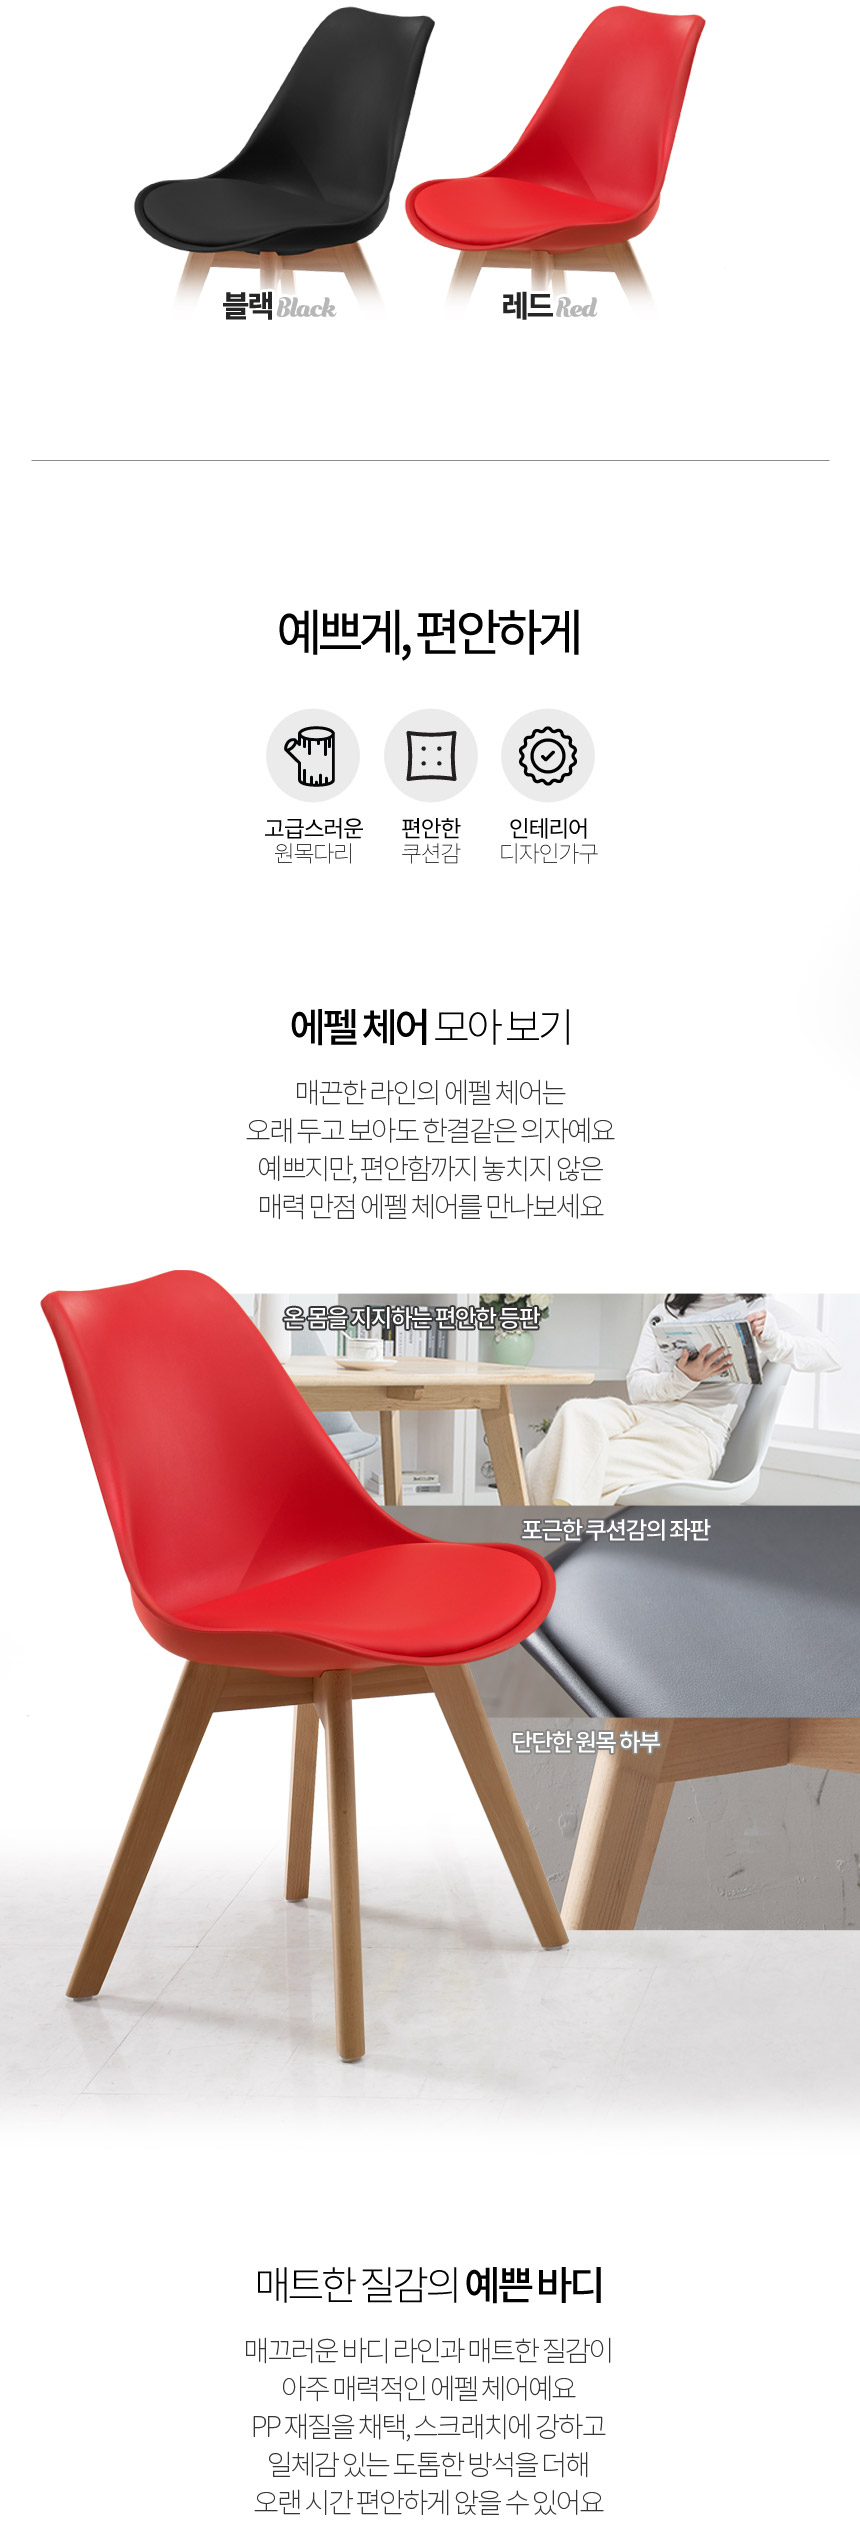 블랙 Black
레드 Red
예쁘게, 편안하게
고급스러운 편안한 인테리어
원목다리 쿠션감 디자인가구
에펠 체어 모아 보기
매끈한 라인의 에펠 체어는
오래 두고 보아도 한결같은 의자예요
예쁘지만, 편안함까지 놓치지 않은
매력 만점 에펠 체어를 만나보세요
온 몸을 지지하는 편안한 등판
포근한 쿠션감의 좌판
단단한 원목 하부
매트한 질감의 예쁜 바디
매끄러운 바디 라인과 매트한 질감이
아주 매력적인 에펠 체어예요
PP 재질을 채택, 스크래치에 강하고
일체감 있는 도톰한 방석을 더해
오랜 시간 편안하게 앉을 수 있어요